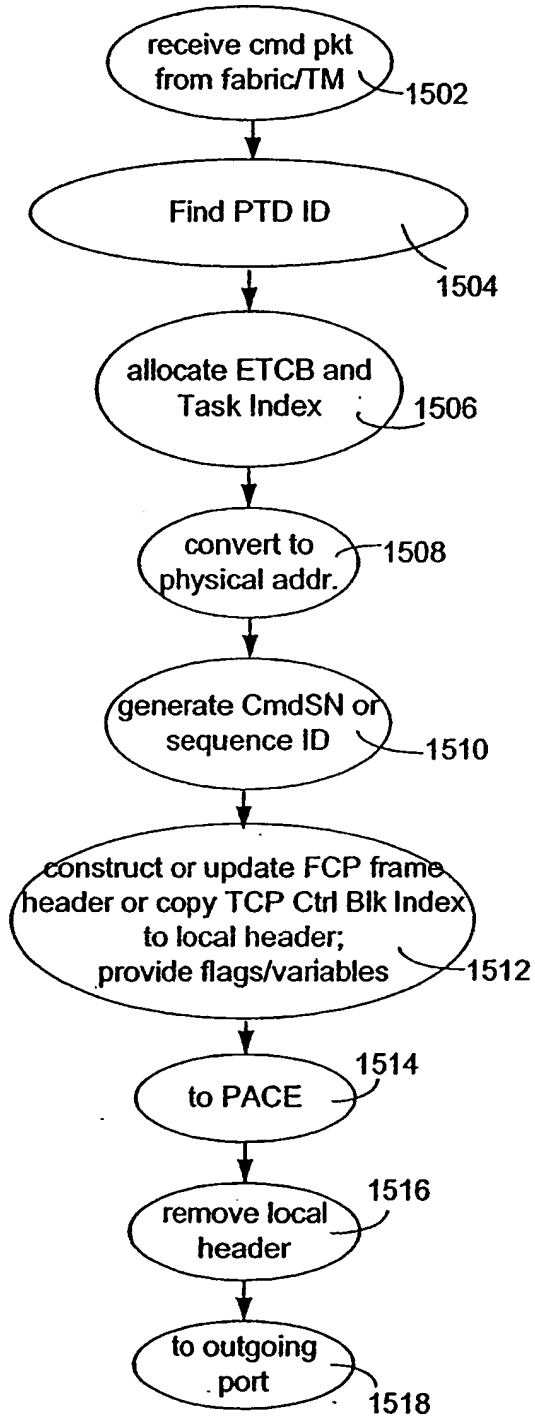 receive cmd pkt
from fabric/TM
1502
Find PTD ID
1504
allocate ETCB and
Task Index
1506
convert to
physical addr.
1508
generate CmdSN or
sequence ID
1510
construct or update FCP frame
header or copy TCP Ctrl Blk Index
to local header;
provide flags/variables
1512
to PACE
1514
remove local
header
1516
to outgoing
port
1518